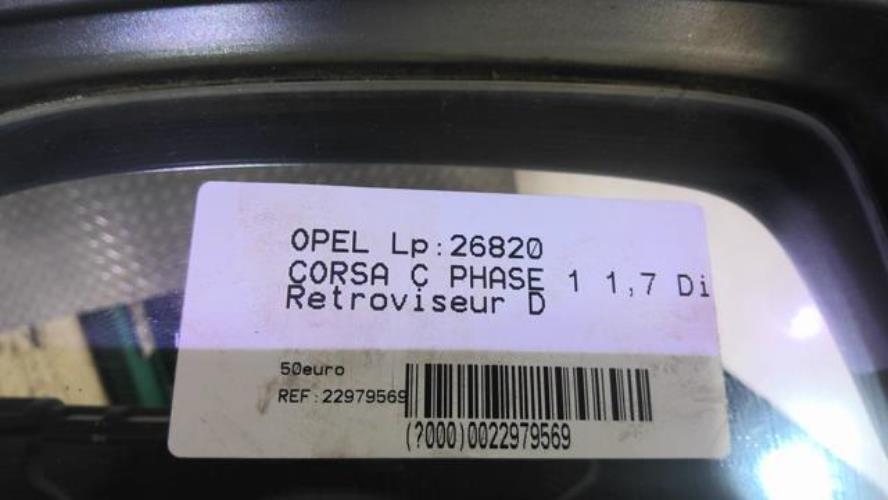 OPEL Lp:26820
CORSA C PHASE 1 1,7 Di
Retroviseur D
50euro
REF:22979569
(?000)0022979569